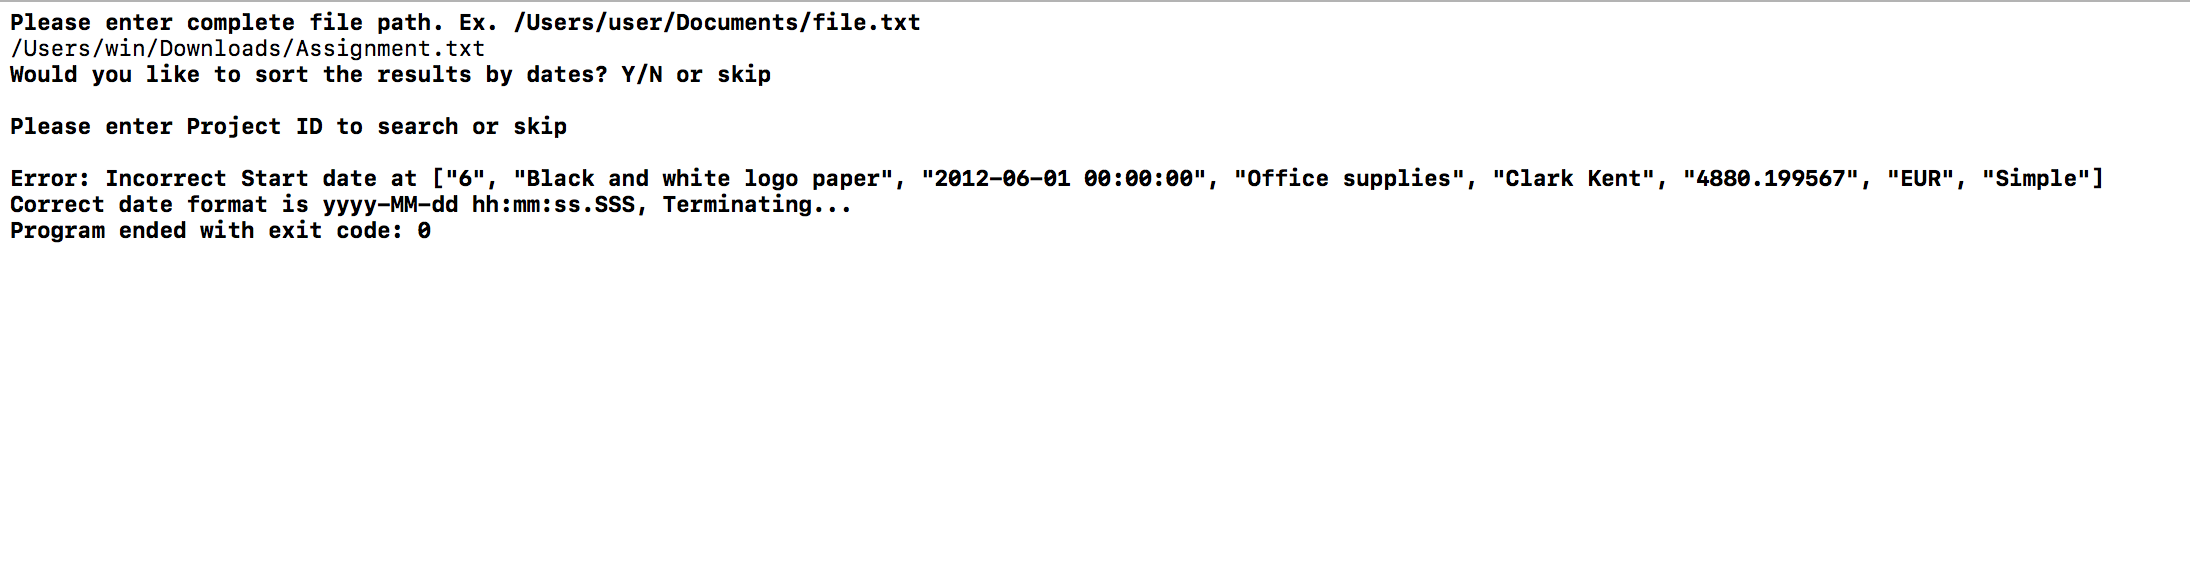 Please enter complete file path. Ex. /Users/user/Documents/file.txt
/Users/win/Downloads/Assignment.txt
Would you like to sort the results by dates? Y/N or skip
Please enter Project ID to search or skip
Error: Incorrect Start date at ["6", "Black and white logo paper", "2012-06-01 00:00:00", "Office supplies", "Clark Kent", "4880.199567", "EUR", "Simple"]
Correct date format is yyyy-MM-dd hh:mm:ss.SSS, Terminating...
Program ended with exit code: 0